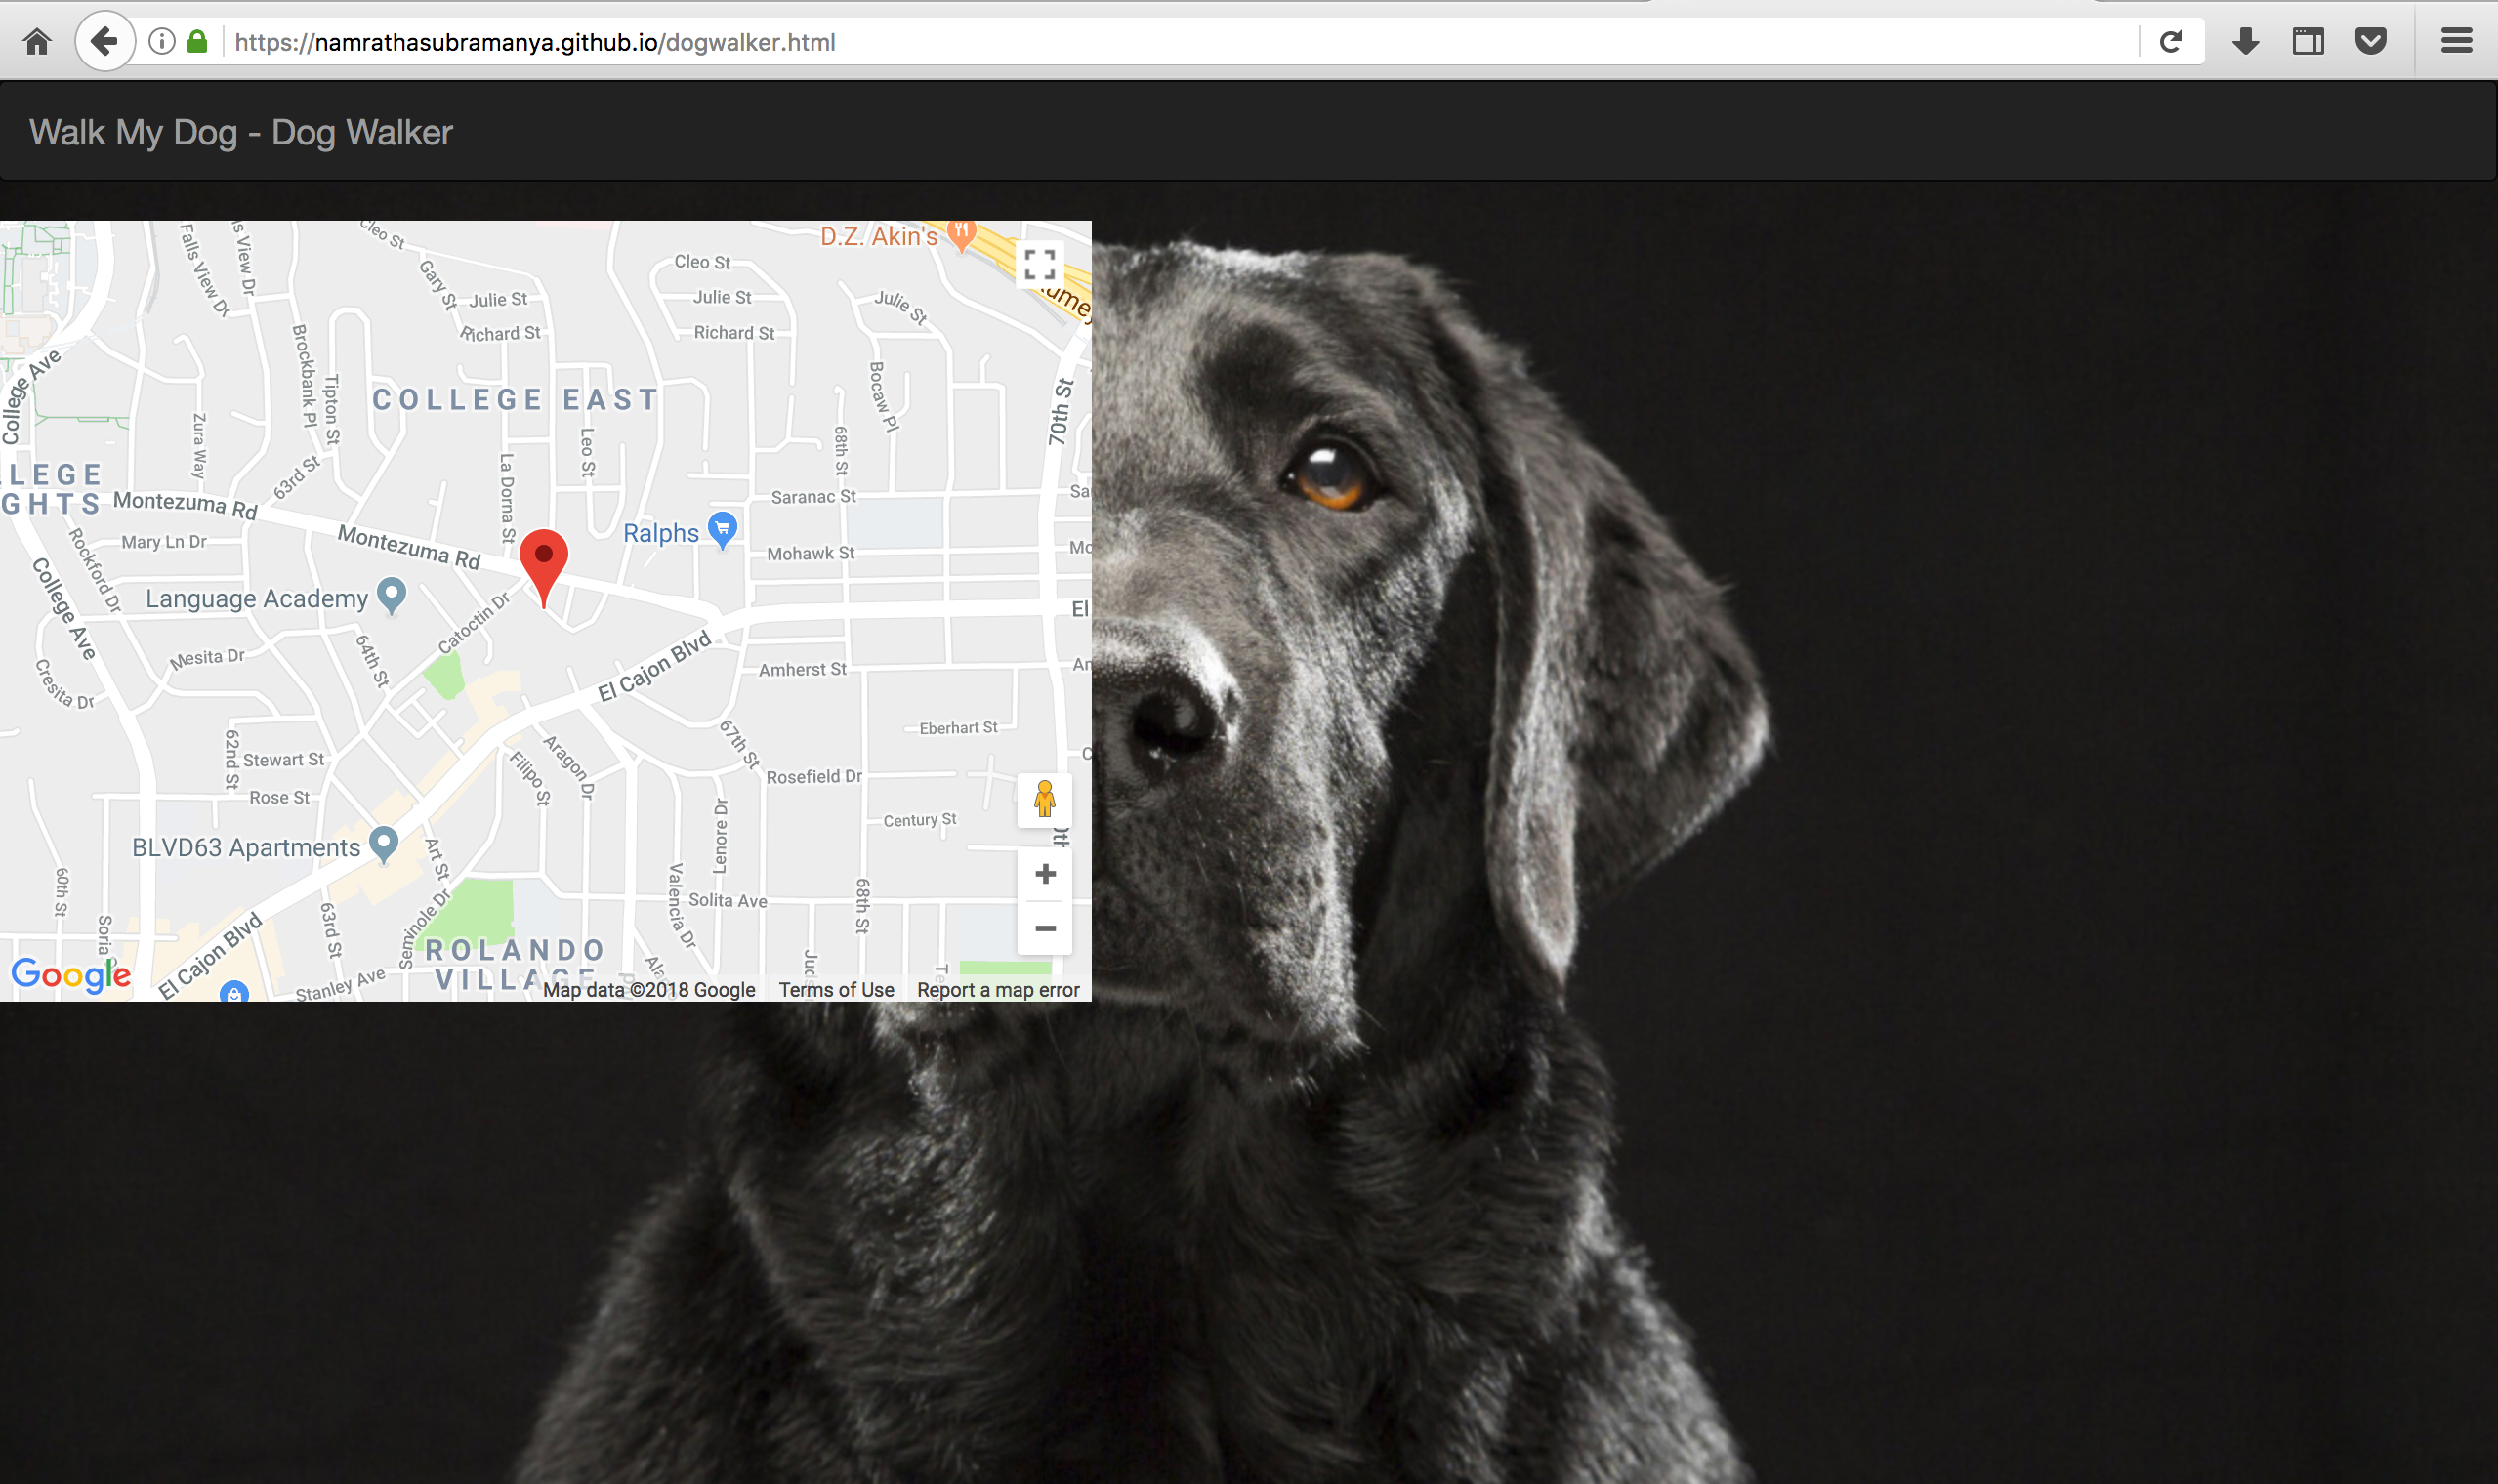 https://namrathasubramanya.github.io/dogwalker.html
Walk My Dog - Dog Walker
D.Z. Akin's
Cleo St
Falls View Dr
s View Dr
Cleo St
Gary St
Julie St
Julie St
Julie St
Richard St
Richard St
Brockbank Pl
Tipton St
College Ave
COLLEGE EAST
Bocaw Pl
70th St
Zura Way
Leo St
68th St
La Dorna St
63rd St
LLEGE
GHTS
Montezuma Rd
Saranac St
Sa
Ralphs
Montezuma Rd
Mary Ln Dr
Rockford Dr
Mohawk St
Mo
College Ave
Language Academy
Catoctin Dr
El
El Cajon Blvd
64th St
Mesita Dr
Amherst St
Am
Cresita Dr
Eberhart St
67th St
62nd St
Stewart St
Aragon Dr
Filipo St
Rosefield Dr
Rose St
Century St
Lenore Dr
BLVD63 Apartments
Art St
60th St
Valencia Dr
68th St
Solita Ave
Seminole Dr
63rd St
Soria
El Cajon Blvd
ROLANDO
VILLAGE
Stanley Ave
Google
Map data ©2018 Google
Terms of Use
Report a map error